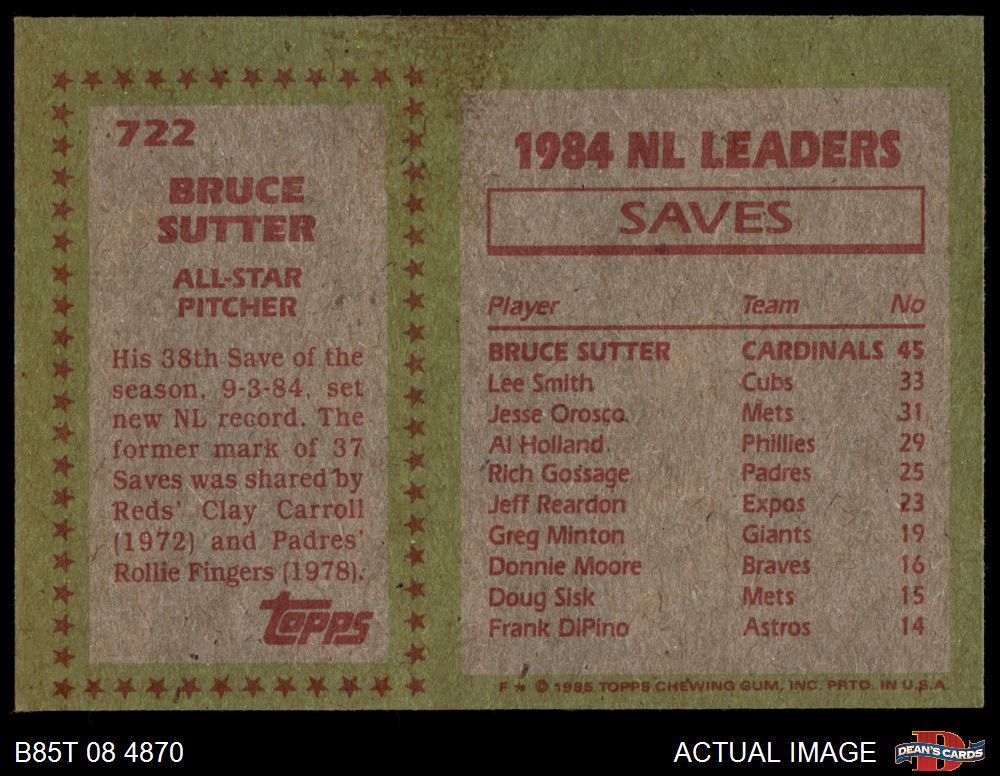 722
BRUCE
SUTTER
ALL-STAR
PITCHER
His 38th Save of the
season, 9-3-84, set
new NL record. The
former mark of 37
Saves was shared by
Reds' Clay Carroll
(1972) and Padres'
Rollie Fingers (1978).
topps
1984 NL LEADERS
SAVES
Player Team No
BRUCE SUTTER CARDINALS 45
Lee Smith Cubs 33
Jesse Orosco Mets 31
Al Holland Phillies 29
Rich Gossage Padres 25
Jeff Reardon Expos 23
Greg Minton Giants 19
Donnie Moore Braves 16
Doug Sisk Mets 15
Frank DiPino Astros 14
F★ © 1985 TOPPS CHEWING GUM, INC. PRTD. IN U.S.A.
B85T 08 4870 ACTUAL IMAGE DEAN'S CARDS